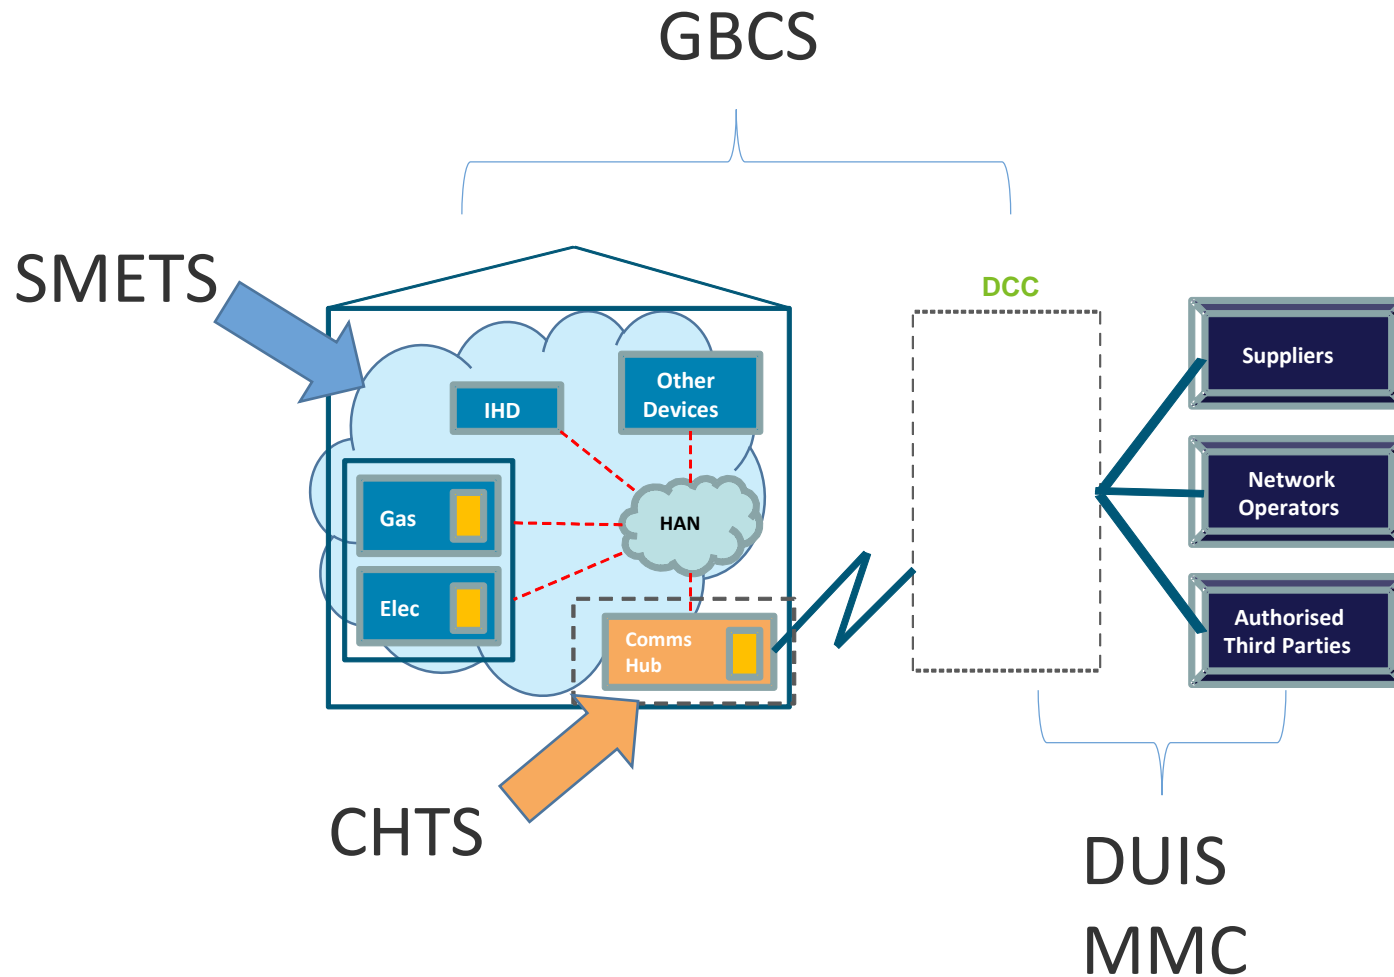 GBCS
SMETS
DCC
Suppliers
Other
Devices
IHD
Network
Operators
Gas
HAN
Elec
Comms
Hub
Authorised
Third Parties
CHTS
DUIS
MMC